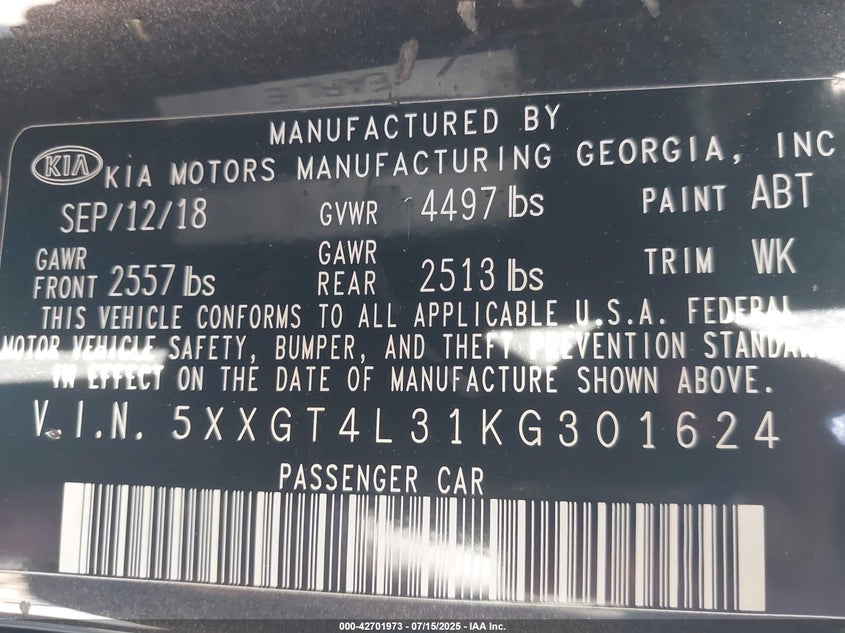 MANUFACTURED BY
KIA KIA MOTORS MANUFACTURING GEORGIA, INC
SEP/12/18 GVWR 4497 lbs PAINT ABT
GAWR FRONT 2557 lbs GAWR REAR 2513 lbs TRIM WK
THIS VEHICLE CONFORMS TO ALL APPLICABLE U.S.A. FEDERAL
MOTOR VEHICLE SAFETY, BUMPER, AND THEFT PREVENTION STANDAR
IN EFFECT ON THE DATE OF MANUFACTURE SHOWN ABOVE.
V.I.N. 5XXGT4L31KG301624
PASSENGER CAR
000-42701973 - 07/15/2025 - IAA Inc.